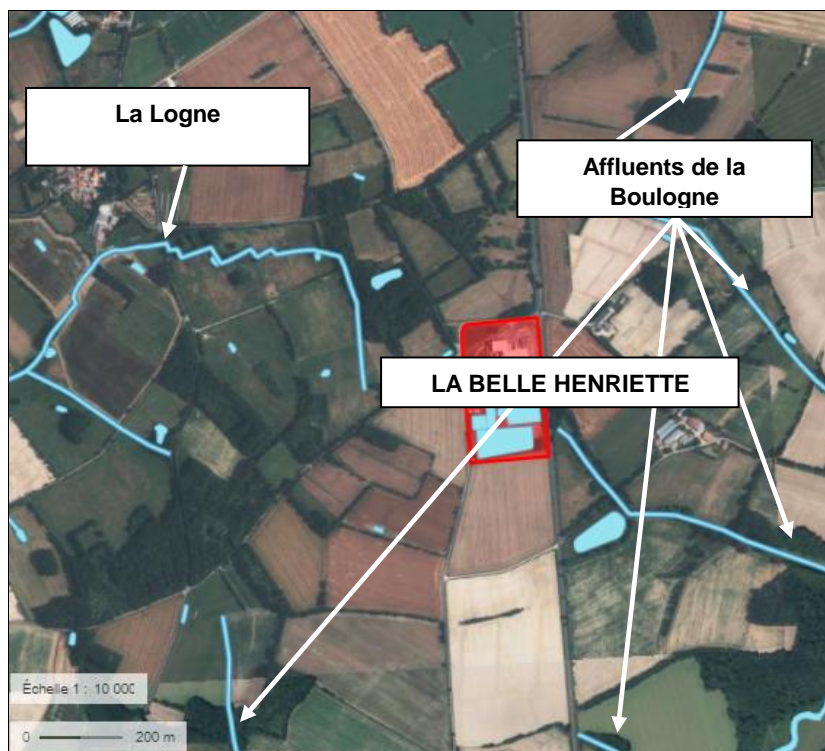 La Logne
Affluents de la
Boulogne
LA BELLE HENRIETTE
Échelle 1 : 10 000
0 200 m